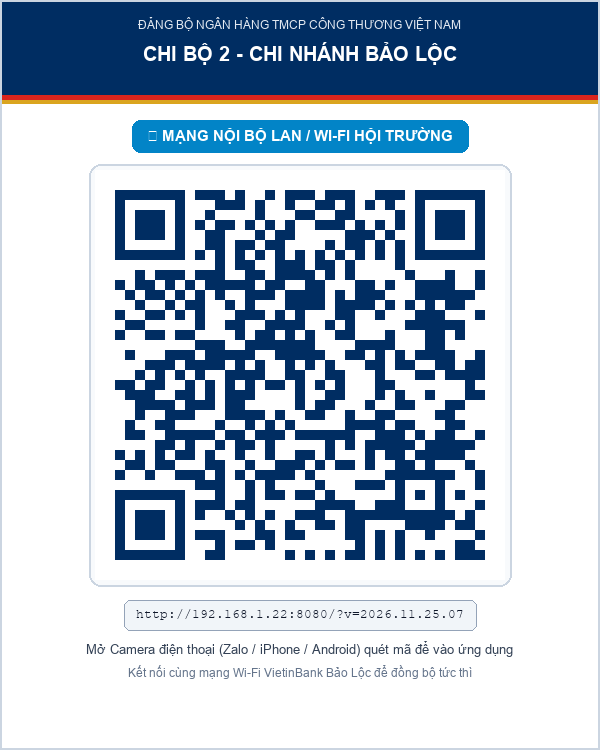 ĐẢNG BỘ NGÂN HÀNG TMCP CÔNG THƯƠNG VIỆT NAM
CHI BỘ 2 - CHI NHÁNH BẢO LỘC
MẠNG NỘI BỘ LAN / WI-FI HỘI TRƯỜNG
http://192.168.1.22:8080/?v=2026.11.25.07
Mở Camera điện thoại (Zalo / iPhone / Android) quét mã để vào ứng dụng
Kết nối cùng mạng Wi-Fi VietinBank Bảo Lộc để đồng bộ tức thì